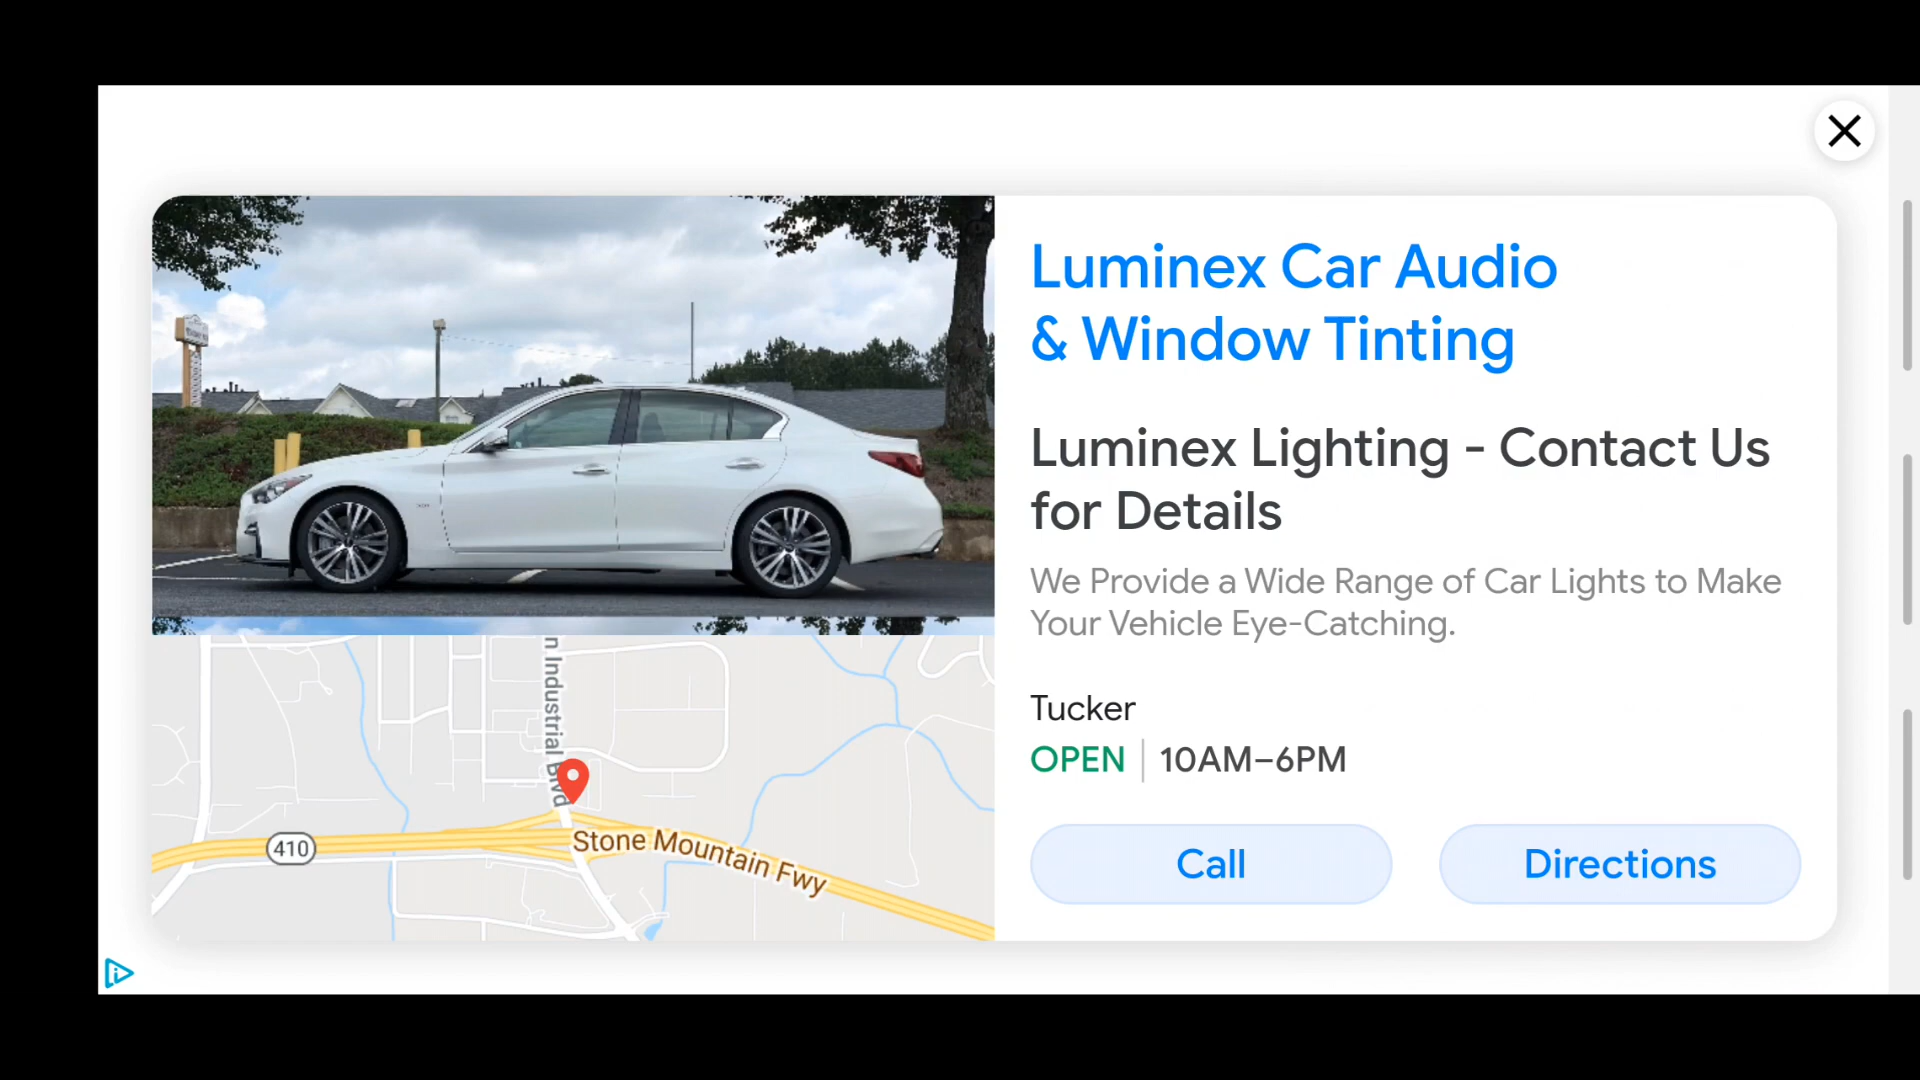 Luminex Car Audio
& Window Tinting
Luminex Lighting - Contact Us
for Details
We Provide a Wide Range of Car Lights to Make
Your Vehicle Eye-Catching.
Tucker
OPEN
10AM–6PM
Call
Directions
n Industrial Blvd
410
Stone Mountain Fwy